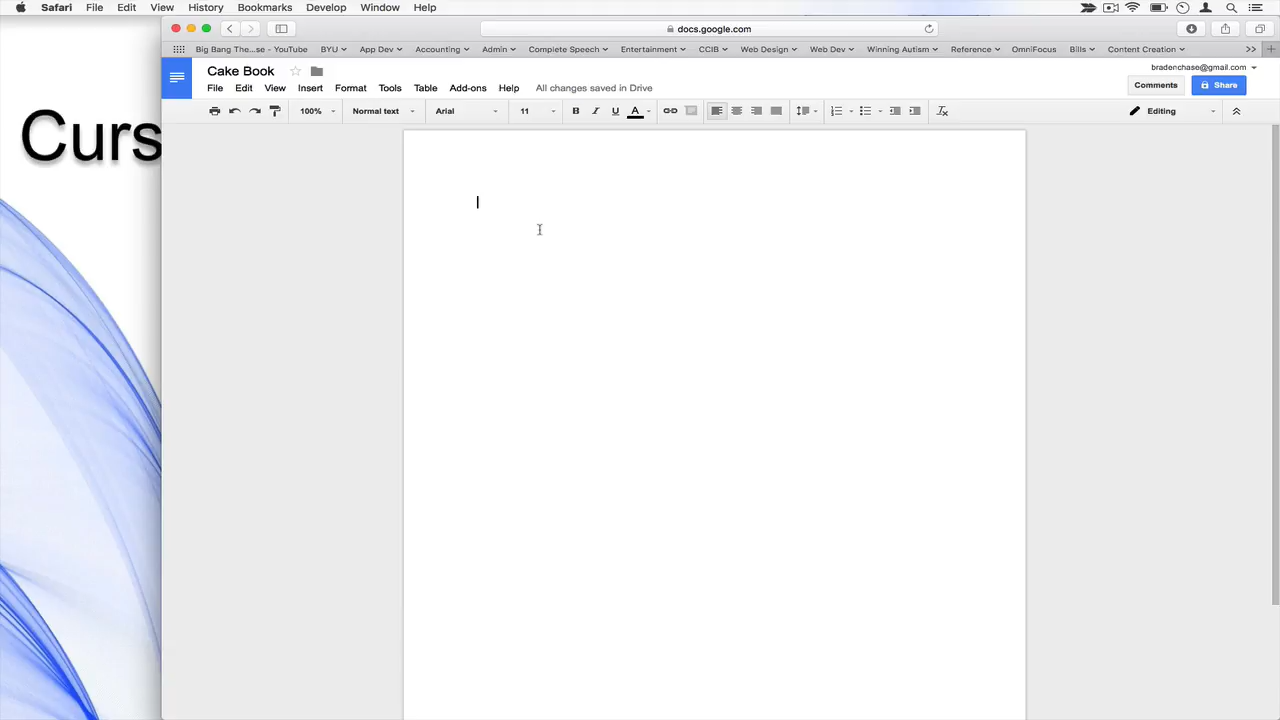 Safari File Edit View History Bookmarks Develop Window Help
docs.google.com
Big Bang The...se - YouTube BYU App Dev Accounting Admin Complete Speech Entertainment CCIB Web Design Web Dev Winning Autism Reference OmniFocus Bills Content Creation >>
Cake Book
bradenchase@gmail.com
File Edit View Insert Format Tools Table Add-ons Help All changes saved in Drive
Comments Share
100% Normal text Arial 11 B I U A Editing
Curs